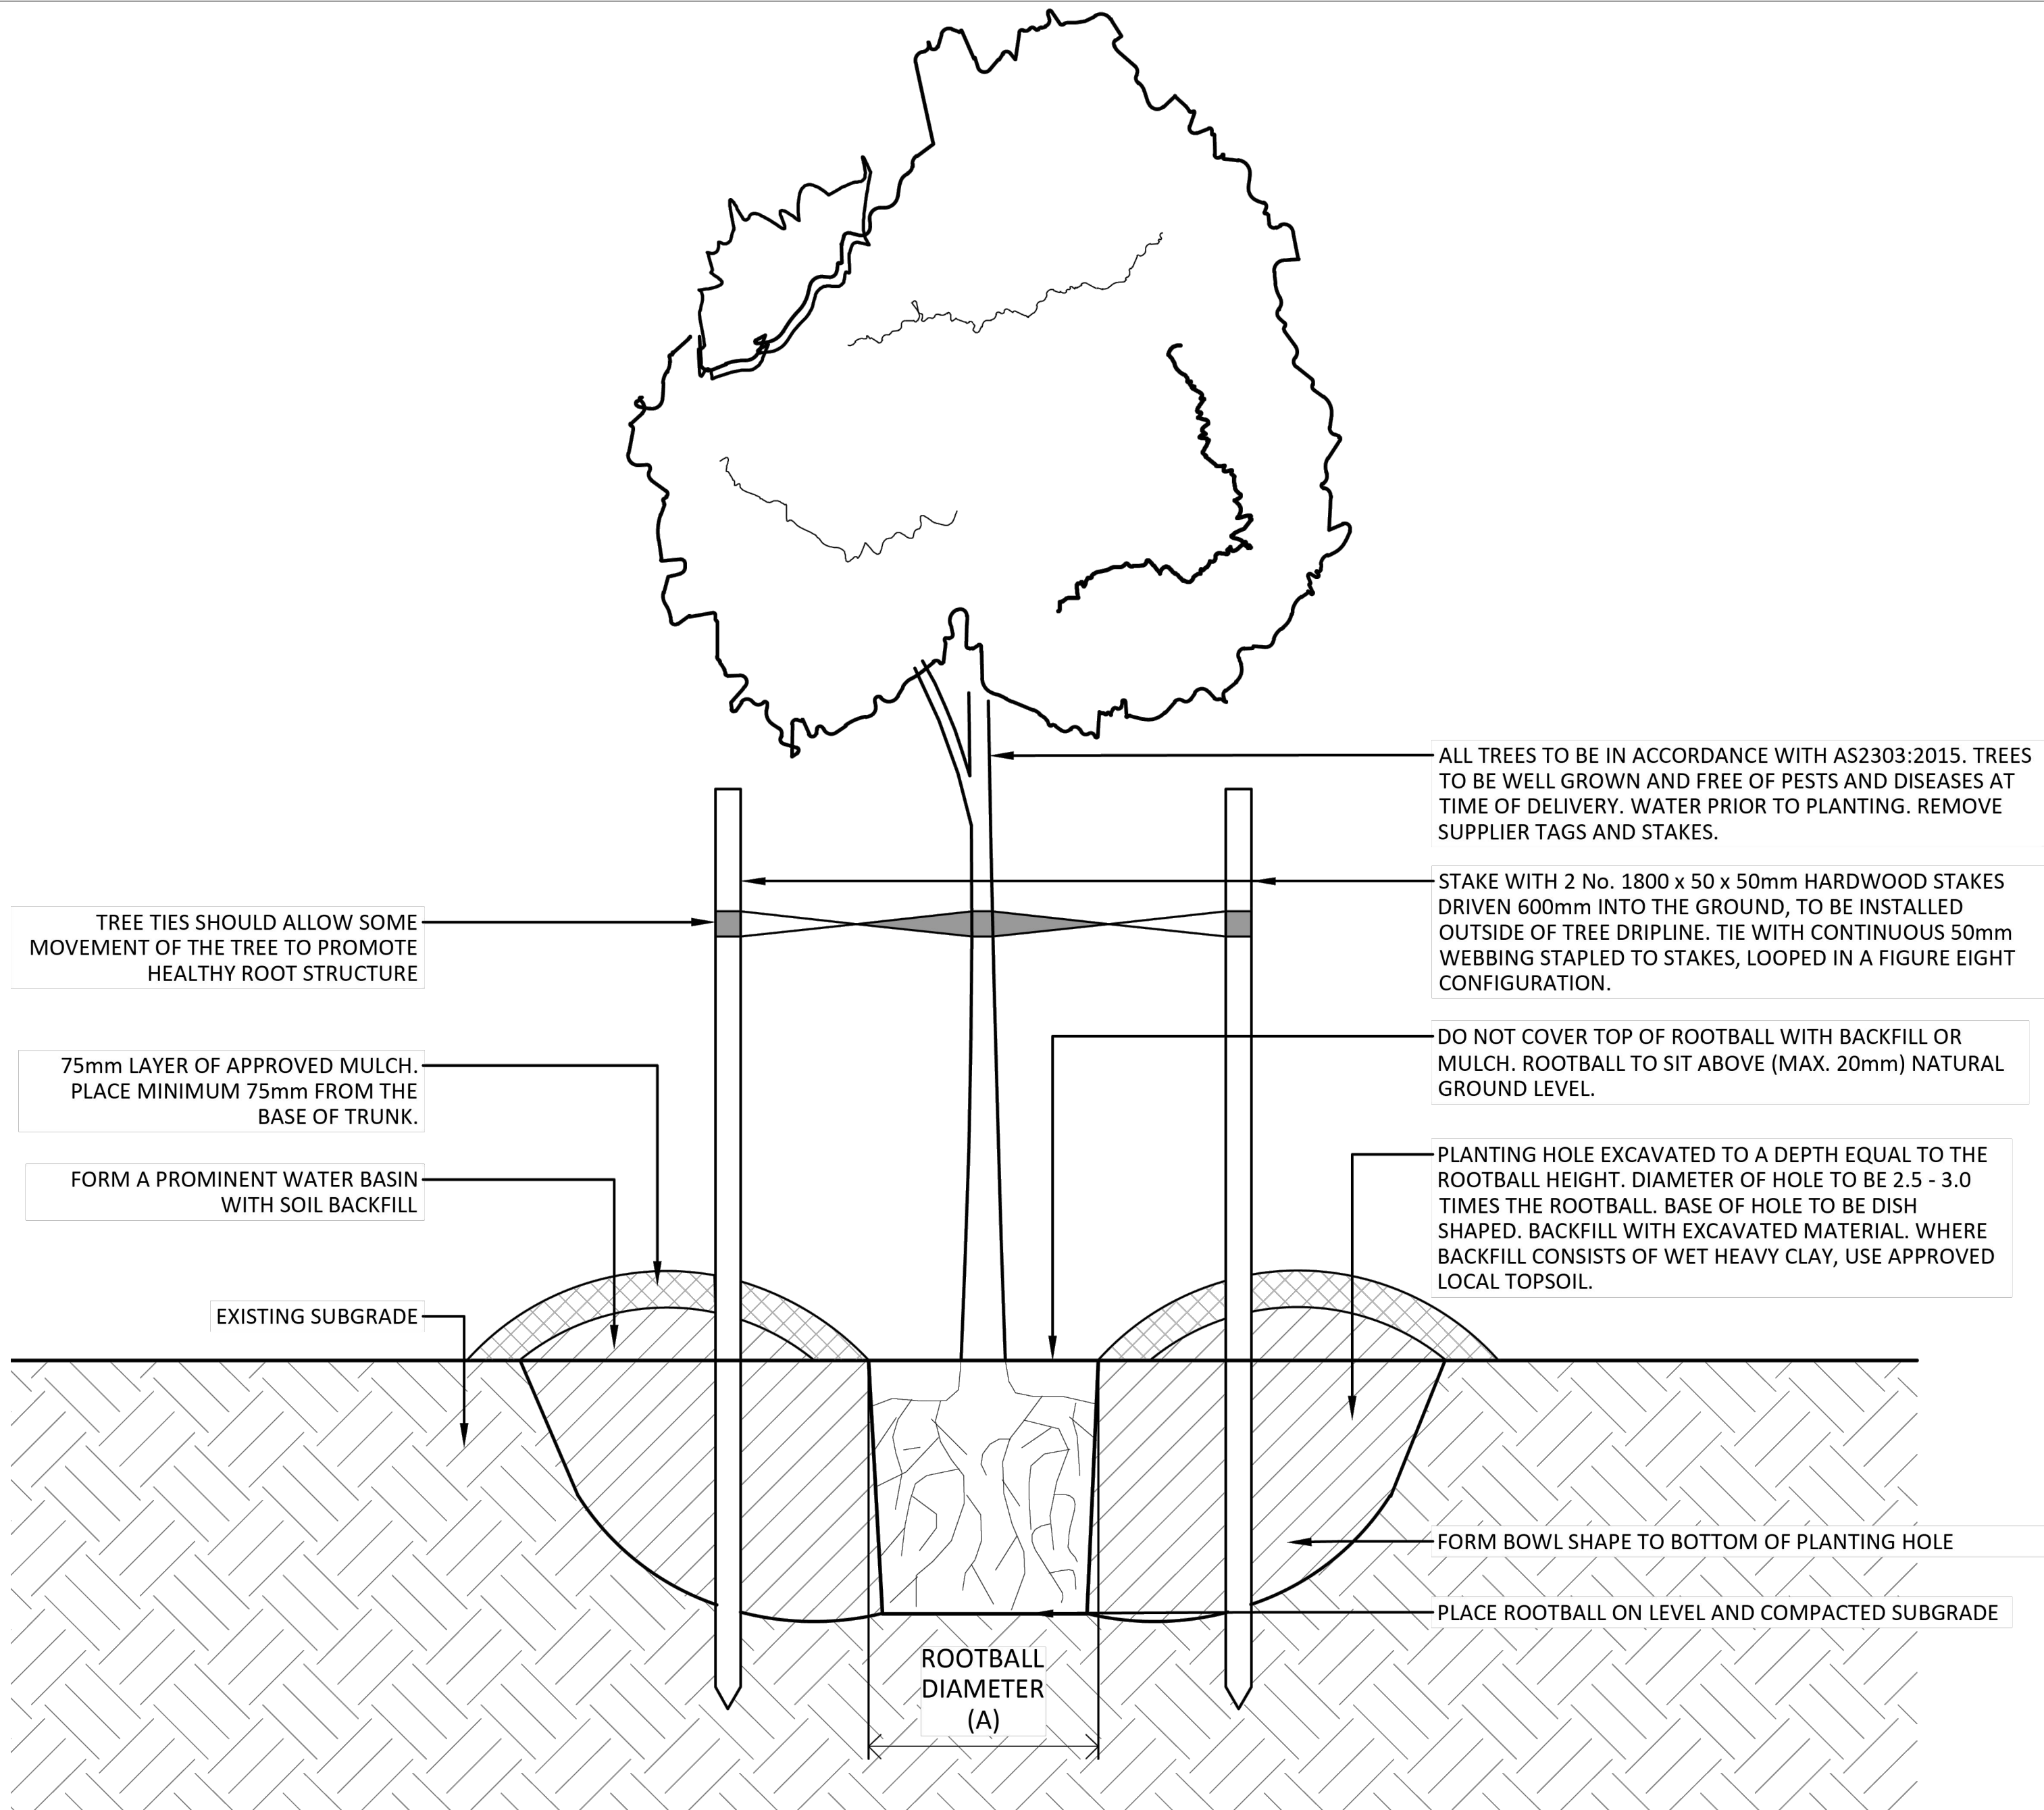 ALL TREES TO BE IN ACCORDANCE WITH AS2303:2015. TREES
TO BE WELL GROWN AND FREE OF PESTS AND DISEASES AT
TIME OF DELIVERY. WATER PRIOR TO PLANTING. REMOVE
SUPPLIER TAGS AND STAKES.
STAKE WITH 2 No. 1800 x 50 x 50mm HARDWOOD STAKES
DRIVEN 600mm INTO THE GROUND, TO BE INSTALLED
OUTSIDE OF TREE DRIPLINE. TIE WITH CONTINUOUS 50mm
WEBBING STAPLED TO STAKES, LOOPED IN A FIGURE EIGHT
CONFIGURATION.
TREE TIES SHOULD ALLOW SOME
MOVEMENT OF THE TREE TO PROMOTE
HEALTHY ROOT STRUCTURE
DO NOT COVER TOP OF ROOTBALL WITH BACKFILL OR
MULCH. ROOTBALL TO SIT ABOVE (MAX. 20mm) NATURAL
GROUND LEVEL.
75mm LAYER OF APPROVED MULCH.
PLACE MINIMUM 75mm FROM THE
BASE OF TRUNK.
PLANTING HOLE EXCAVATED TO A DEPTH EQUAL TO THE
ROOTBALL HEIGHT. DIAMETER OF HOLE TO BE 2.5 - 3.0
TIMES THE ROOTBALL. BASE OF HOLE TO BE DISH
SHAPED. BACKFILL WITH EXCAVATED MATERIAL. WHERE
BACKFILL CONSISTS OF WET HEAVY CLAY, USE APPROVED
LOCAL TOPSOIL.
FORM A PROMINENT WATER BASIN
WITH SOIL BACKFILL
EXISTING SUBGRADE
FORM BOWL SHAPE TO BOTTOM OF PLANTING HOLE
PLACE ROOTBALL ON LEVEL AND COMPACTED SUBGRADE
ROOTBALL
DIAMETER
(A)